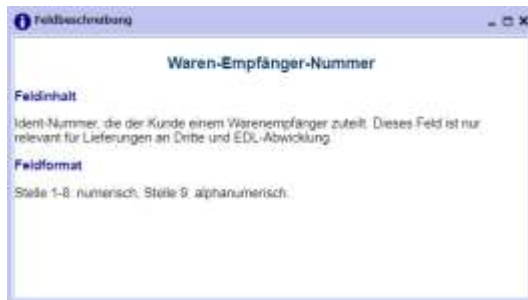 Feldbeschreibung
Waren-Empfänger-Nummer
Feldinhalt
Ident-Nummer, die der Kunde einem Warenempfänger zuteilt. Dieses Feld ist nur
relevant für Lieferungen an Dritte und EDL-Abwicklung.
Feldformat
Stelle 1-8: numerisch, Stelle 9: alphanumerisch.